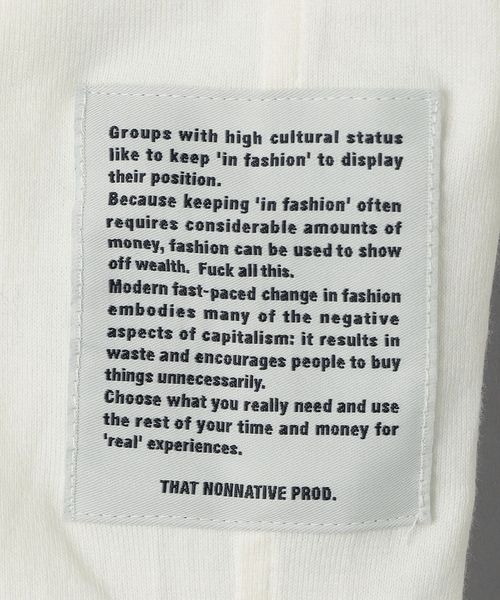 Groups with high cultural status
like to keep 'in fashion' to display
their position.
Because keeping 'in fashion' often
requires considerable amounts of
money, fashion can be used to show
off wealth. Fuck all this.
Modern fast-paced change in fashion
embodies many of the negative
aspects of capitalism: it results in
waste and encourages people to buy
things unnecessarily.
Choose what you really need and use
the rest of your time and money for
'real' experiences.
THAT NONNATIVE PROD.